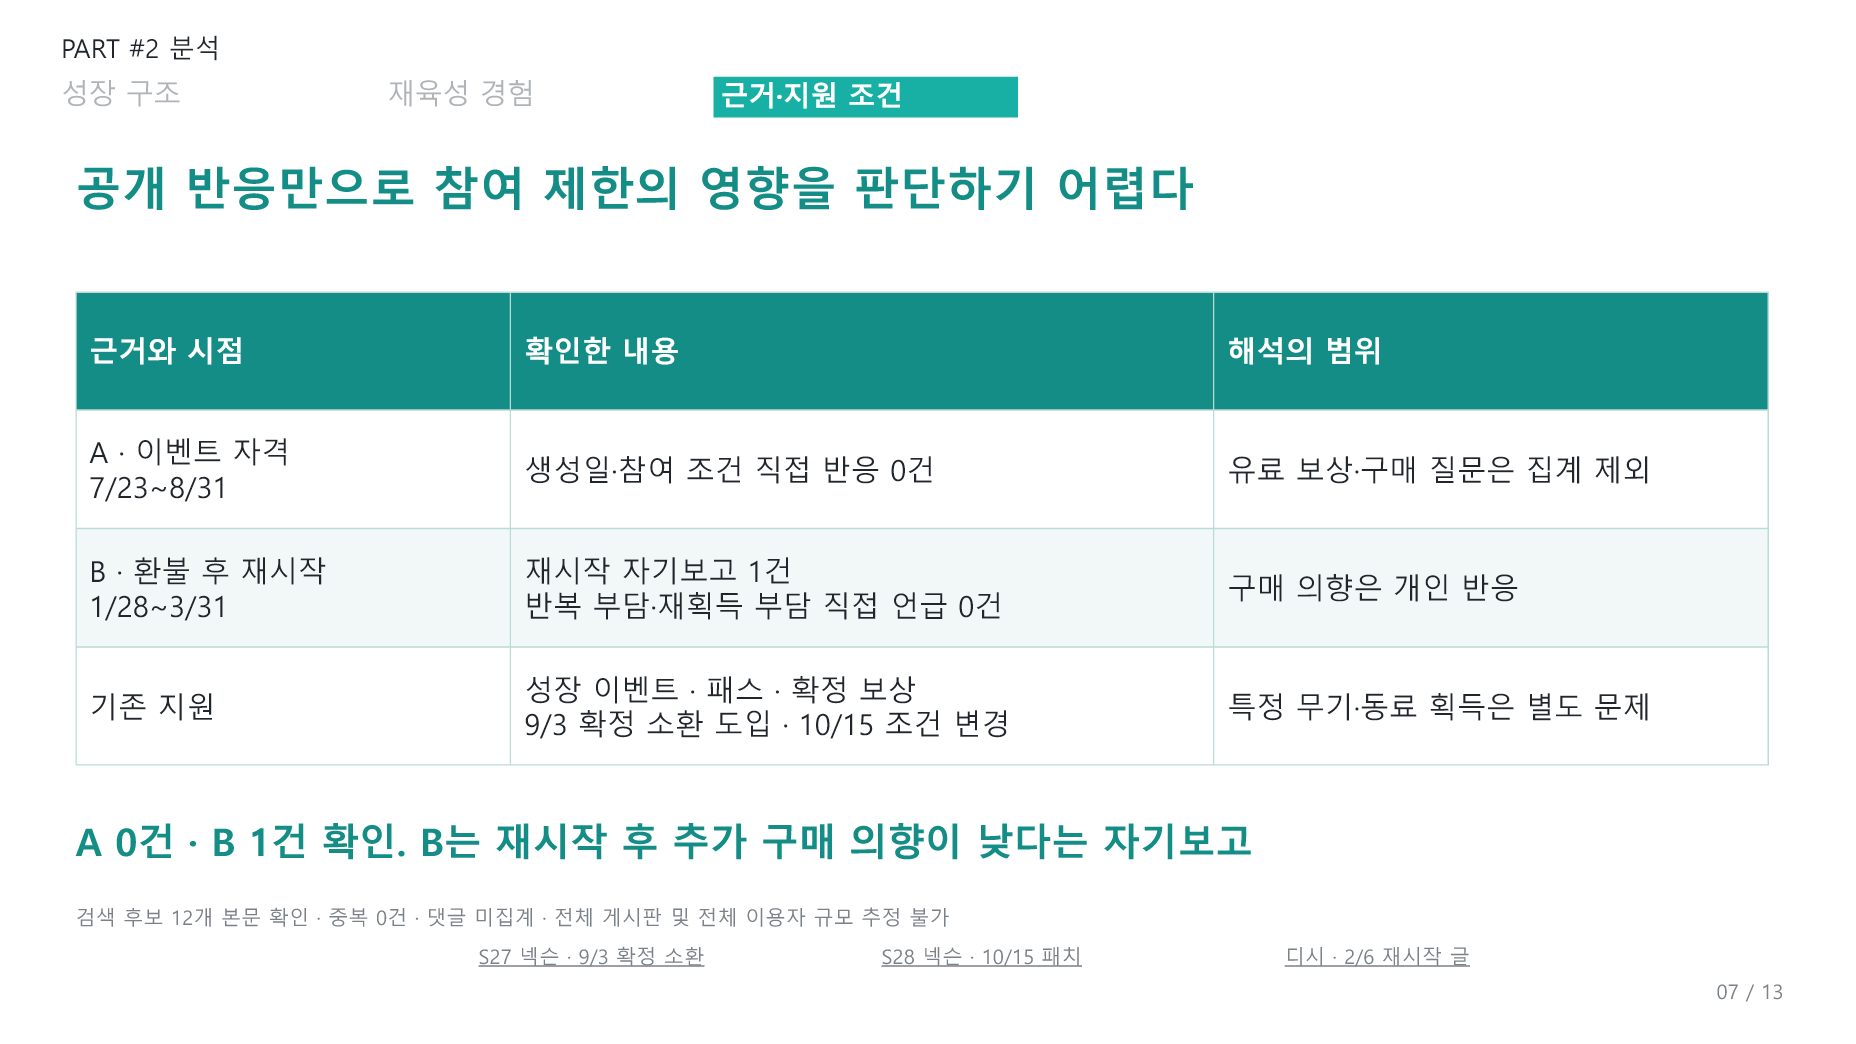 PART #2 분석
성장 구조
재육성 경험
근거·지원 조건
공개 반응만으로 참여 제한의 영향을 판단하기 어렵다
근거와 시점
확인한 내용
해석의 범위
A · 이벤트 자격
7/23~8/31
생성일·참여 조건 직접 반응 0건
유료 보상·구매 질문은 집계 제외
B · 환불 후 재시작
1/28~3/31
재시작 자기보고 1건
반복 부담·재획득 부담 직접 언급 0건
구매 의향은 개인 반응
기존 지원
성장 이벤트 · 패스 · 확정 보상
9/3 확정 소환 도입 · 10/15 조건 변경
특정 무기·동료 획득은 별도 문제
A 0건 · B 1건 확인. B는 재시작 후 추가 구매 의향이 낮다는 자기보고
검색 후보 12개 본문 확인 · 중복 0건 · 댓글 미집계 · 전체 게시판 및 전체 이용자 규모 추정 불가
S27 넥슨 · 9/3 확정 소환
S28 넥슨 · 10/15 패치
디시 · 2/6 재시작 글
07 / 13